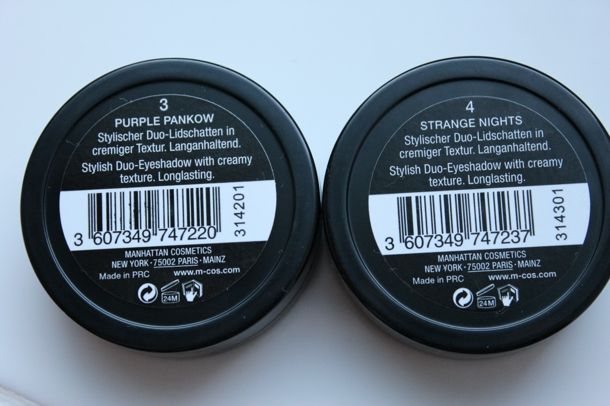 3
PURPLE PANKOW
Stylischer Duo-Lidschatten in
cremiger Textur. Langanhaltend.
Stylish Duo-Eyeshadow with creamy
texture. Longlasting.
3 607349 747220
314201
MANHATTAN COSMETICS
NEW YORK · 75002 PARIS · MAINZ
Made in PRC www.m-cos.com
24M
4
STRANGE NIGHTS
Stylischer Duo-Lidschatten in
cremiger Textur. Langanhaltend.
Stylish Duo-Eyeshadow with creamy
texture. Longlasting.
3 607349 747237
314301
MANHATTAN COSMETICS
NEW YORK · 75002 PARIS · MAINZ
Made in PRC www.m-cos.com
24M